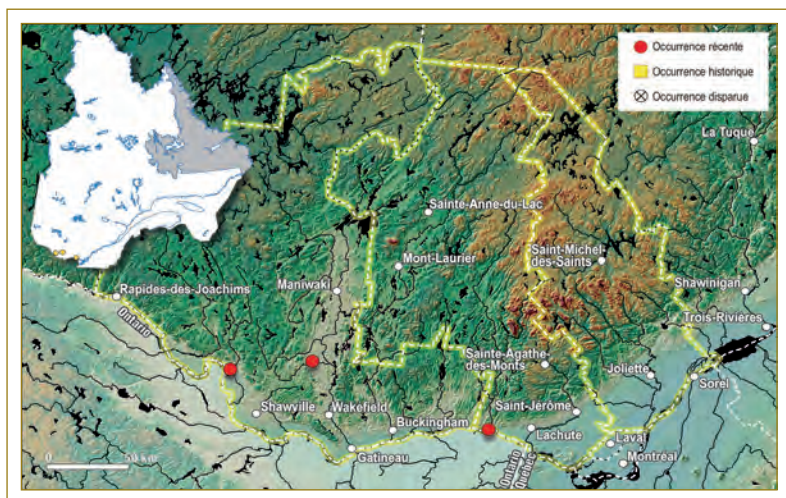 Occurrence récente
Occurrence historique
Occurrence disparue
La Tuque
Sainte-Anne-du-Lac
Saint-Michel
des-Saints
Mont-Laurier
Maniwaki
Rapides-des-Joachims
Shawinigan
Ontario
Trois-Rivières
Sainte-Agathe
des-Monts
Joliette
Sorel
Shawville
Wakefield
Saint-Jérôme
Buckingham
Lachute
Laval
Gatineau
Montréal
Ontario
Québec
0
50 km